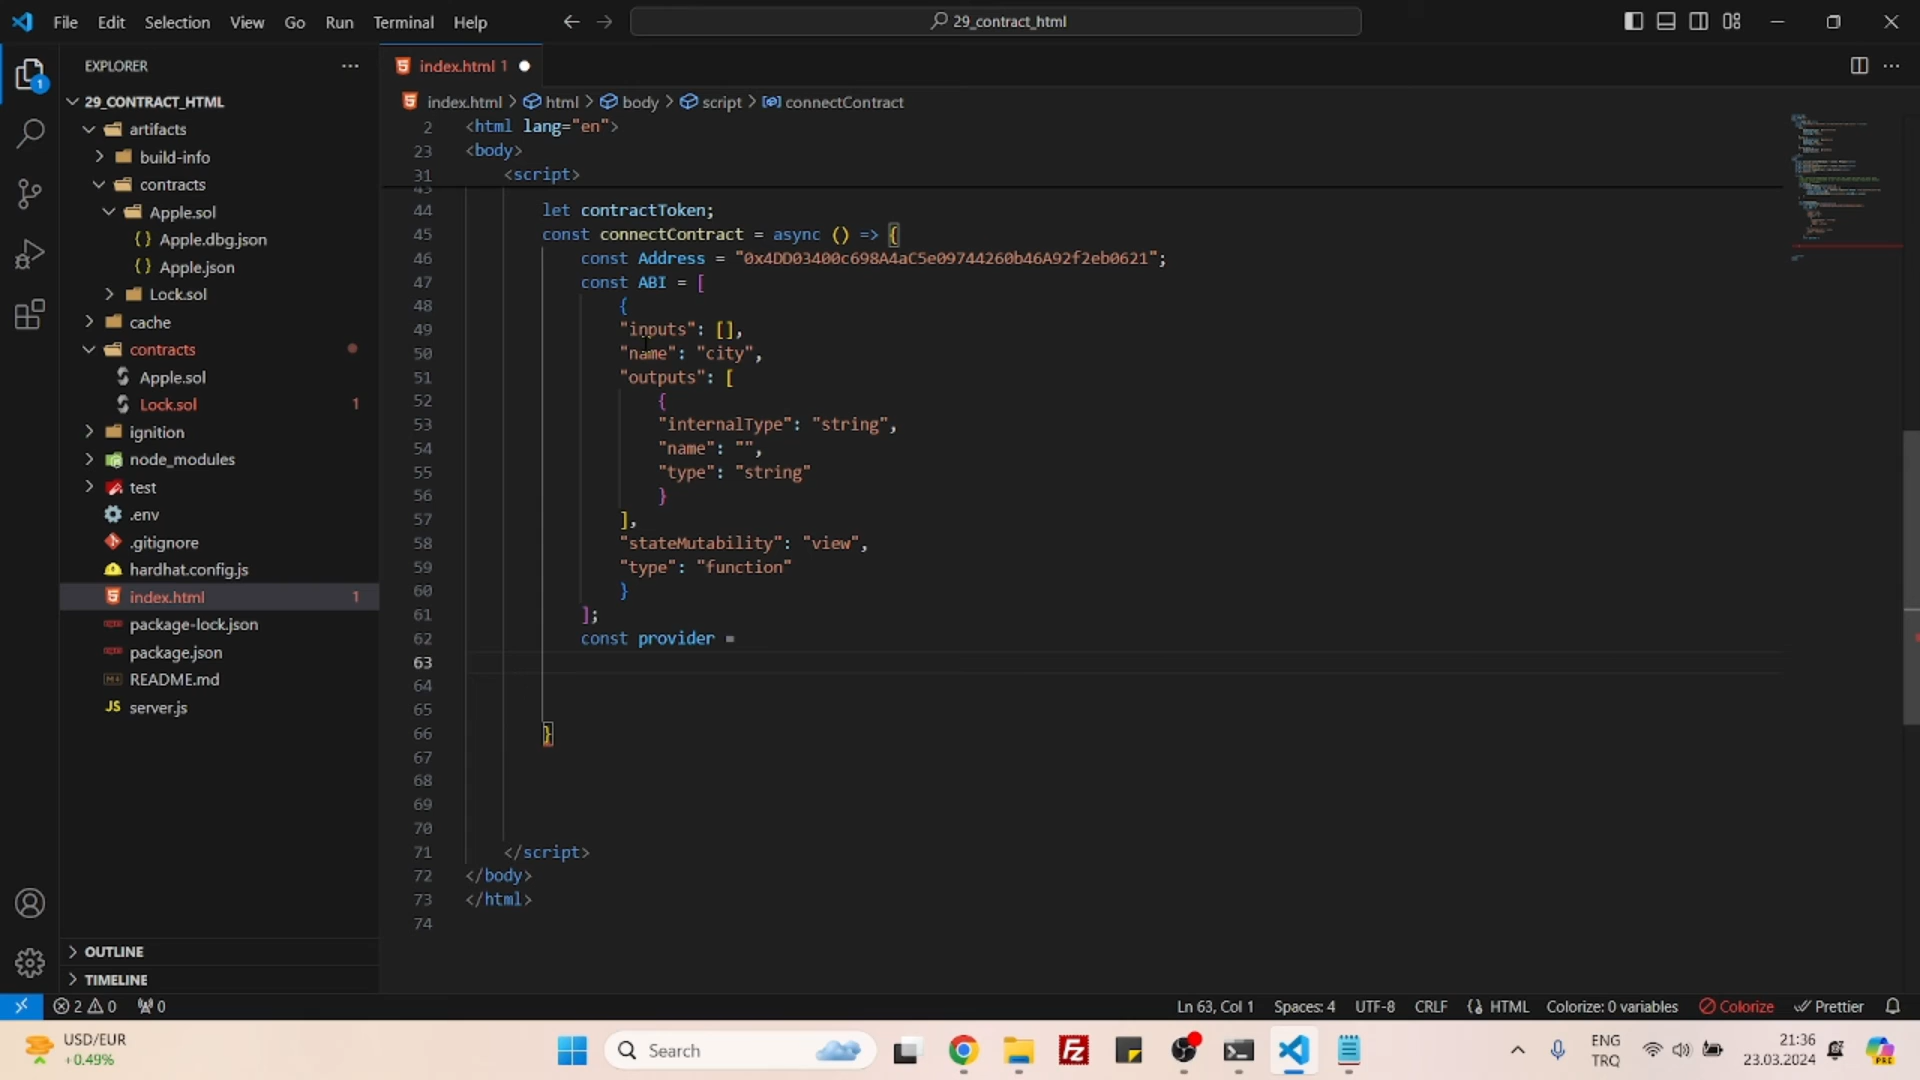 File Edit Selection View Go Run Terminal Help
29_contract_html
EXPLORER
29_CONTRACT_HTML
artifacts
build-info
contracts
Apple.sol
Apple.dbg.json
Apple.json
Lock.sol
cache
contracts
Apple.sol
Lock.sol 1
ignition
node_modules
test
.env
.gitignore
hardhat.config.js
index.html 1
package-lock.json
package.json
README.md
server.js
OUTLINE
TIMELINE
index.html 1
index.html > html > body > script > connectContract
2 <html lang="en">
23 <body>
31 <script>
44 let contractToken;
45 const connectContract = async () => {
46 const Address = "0x4DD03400c698A4aC5e09744260b46A92f2eb0621";
47 const ABI = [
48 {
49 "inputs": [],
50 "name": "city",
51 "outputs": [
52 {
53 "internalType": "string",
54 "name": "",
55 "type": "string"
56 }
57 ],
58 "stateMutability": "view",
59 "type": "function"
60 }
61 ];
62 const provider =
63
64
65
66 }
67
68
69
70
71 </script>
72 </body>
73 </html>
74
2 0 0
Ln 63, Col 1 Spaces: 4 UTF-8 CRLF HTML Colorize: 0 variables Colorize Prettier
USD/EUR
+0.49%
Search
ENG
TRQ
21:36
23.03.2024
PRE